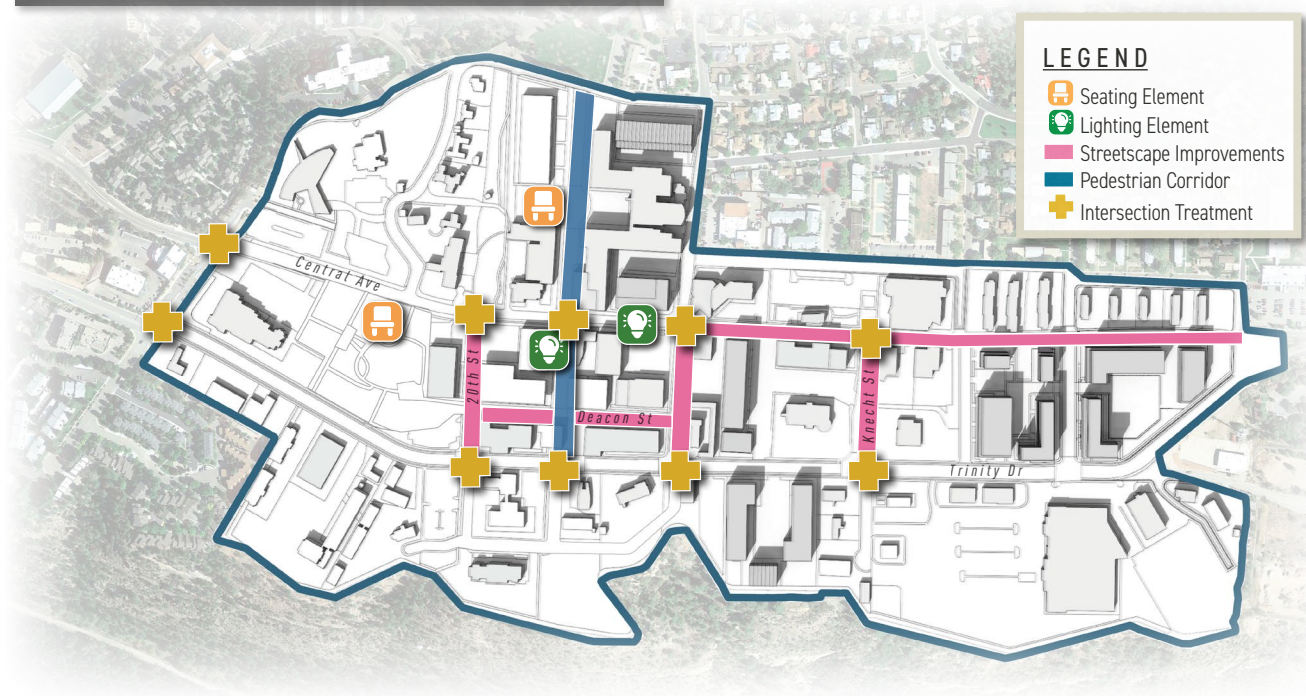 LEGEND
Seating Element
Lighting Element
Streetscape Improvements
Pedestrian Corridor
Intersection Treatment
Central Ave
20th St
Deacon St
Knecht St
Trinity Dr